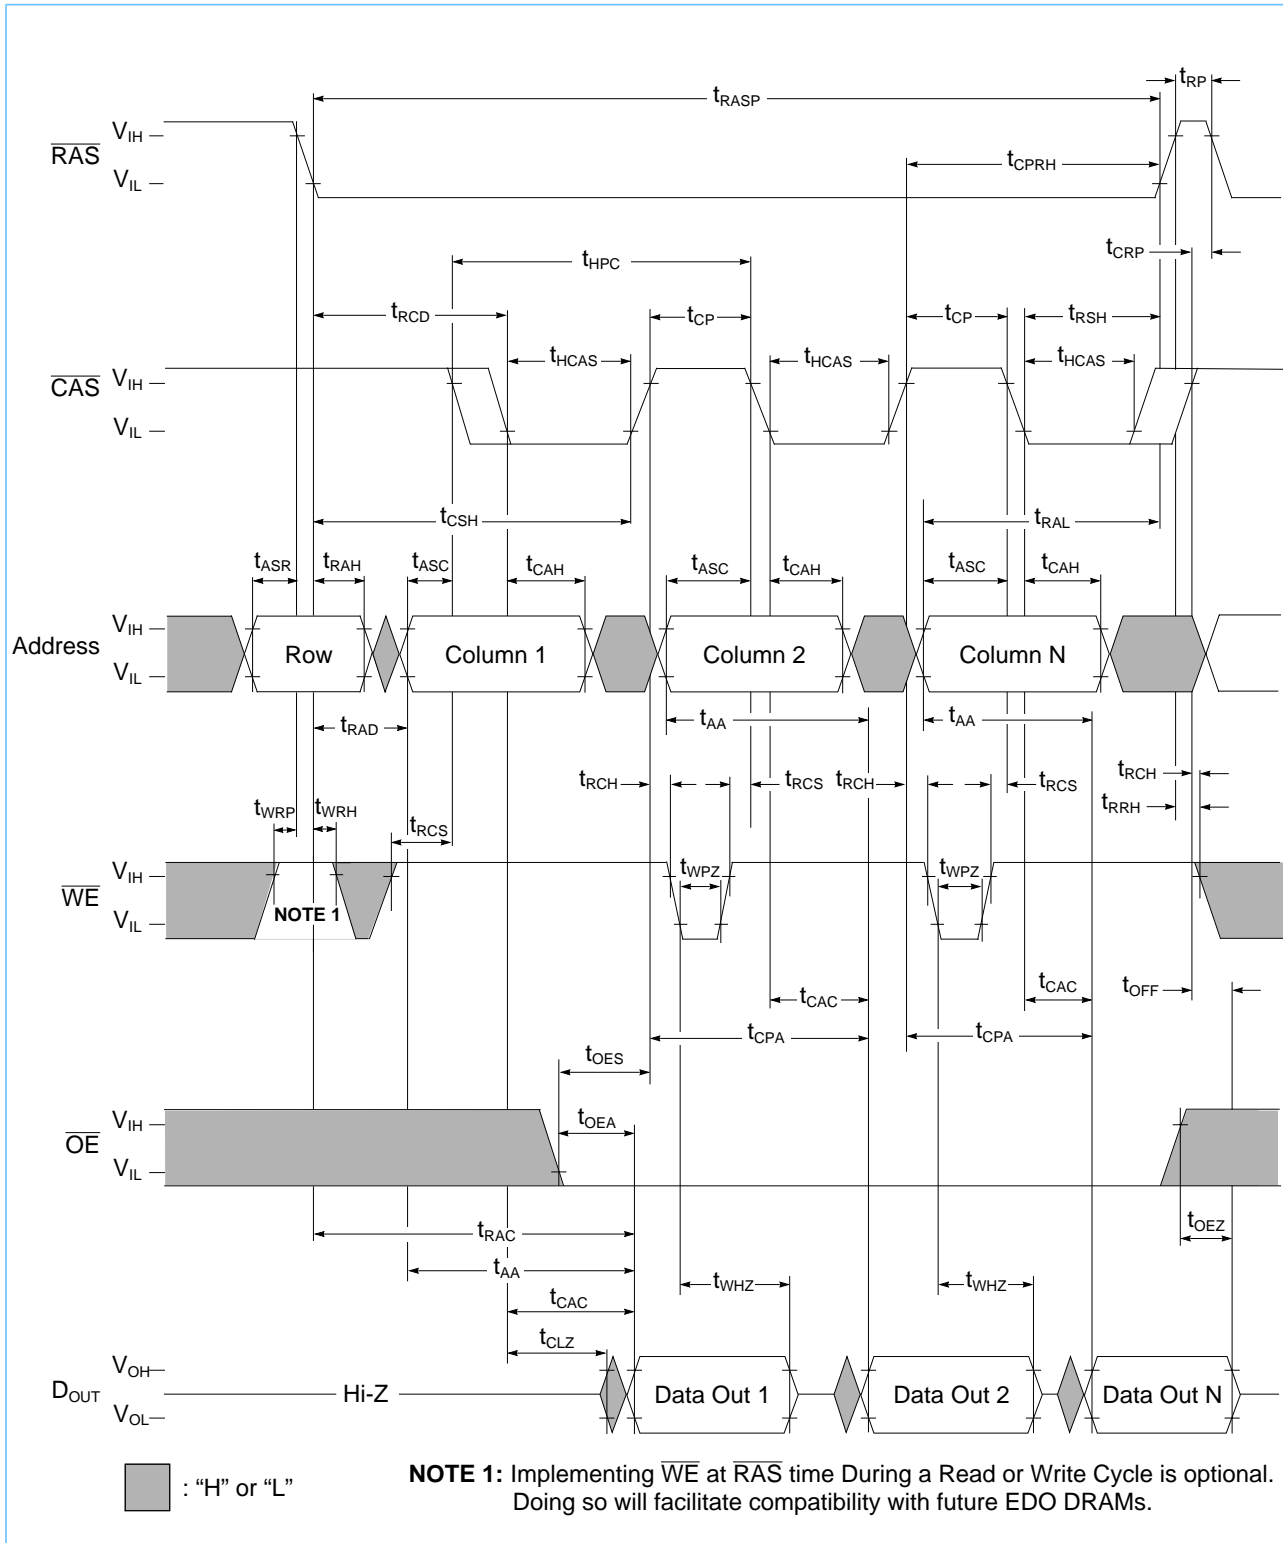 tRP
tRASP
VIH
RAS
tCPRH
VIL
tCRP
tHPC
tRCD
tCP
tCP
tRSH
tHCAS
tHCAS
tHCAS
VIH
CAS
VIL
tCSH
tRAL
tASR
tRAH
tASC
tCAH
tASC
tCAH
tASC
tCAH
VIH
Address
Row
Column 1
Column 2
Column N
VIL
tRAD
tAA
tAA
tRCH
tRCS
tRCH
tRCS
tRCH
tWRP
tWRH
tRCS
tRRH
VIH
tWPZ
tWPZ
WE
NOTE 1
VIL
tCAC
tCAC
tOFF
tCPA
tCPA
tOES
VIH
tOEA
OE
VIL
tRAC
tOEZ
tAA
tWHZ
tWHZ
tCAC
tCLZ
VOH
DOUT
Hi-Z
Data Out 1
Data Out 2
Data Out N
VOL
: “H” or “L”
NOTE 1: Implementing WE at RAS time During a Read or Write Cycle is optional.
Doing so will facilitate compatibility with future EDO DRAMs.